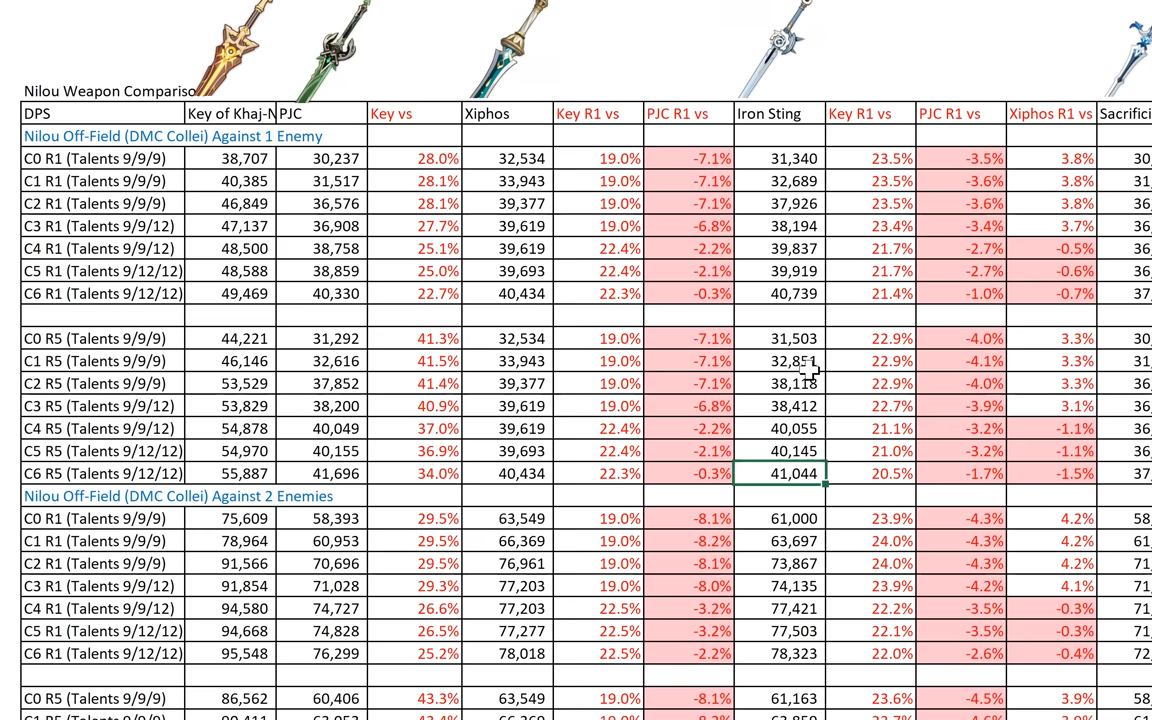 Nilou Weapon Compariso
DPS Key of Khaj-N PJC Key vs Xiphos Key R1 vs PJC R1 vs Iron Sting Key R1 vs PJC R1 vs Xiphos R1 vs Sacrifici
Nilou Off-Field (DMC Collei) Against 1 Enemy
C0 R1 (Talents 9/9/9) 38,707 30,237 28.0% 32,534 19.0% -7.1% 31,340 23.5% -3.5% 3.8% 30,
C1 R1 (Talents 9/9/9) 40,385 31,517 28.1% 33,943 19.0% -7.1% 32,689 23.5% -3.6% 3.8% 31,
C2 R1 (Talents 9/9/9) 46,849 36,576 28.1% 39,377 19.0% -7.1% 37,926 23.5% -3.6% 3.8% 36,
C3 R1 (Talents 9/9/12) 47,137 36,908 27.7% 39,619 19.0% -6.8% 38,194 23.4% -3.4% 3.7% 36,
C4 R1 (Talents 9/9/12) 48,500 38,758 25.1% 39,619 22.4% -2.2% 39,837 21.7% -2.7% -0.5% 36,
C5 R1 (Talents 9/12/12) 48,588 38,859 25.0% 39,693 22.4% -2.1% 39,919 21.7% -2.7% -0.6% 36,
C6 R1 (Talents 9/12/12) 49,469 40,330 22.7% 40,434 22.3% -0.3% 40,739 21.4% -1.0% -0.7% 37,
C0 R5 (Talents 9/9/9) 44,221 31,292 41.3% 32,534 19.0% -7.1% 31,503 22.9% -4.0% 3.3% 30,
C1 R5 (Talents 9/9/9) 46,146 32,616 41.5% 33,943 19.0% -7.1% 32,851 22.9% -4.1% 3.3% 31,
C2 R5 (Talents 9/9/9) 53,529 37,852 41.4% 39,377 19.0% -7.1% 38,118 22.9% -4.0% 3.3% 36,
C3 R5 (Talents 9/9/12) 53,829 38,200 40.9% 39,619 19.0% -6.8% 38,412 22.7% -3.9% 3.1% 36,
C4 R5 (Talents 9/9/12) 54,878 40,049 37.0% 39,619 22.4% -2.2% 40,055 21.1% -3.2% -1.1% 36,
C5 R5 (Talents 9/12/12) 54,970 40,155 36.9% 39,693 22.4% -2.1% 40,145 21.0% -3.2% -1.1% 36,
C6 R5 (Talents 9/12/12) 55,887 41,696 34.0% 40,434 22.3% -0.3% 41,044 20.5% -1.7% -1.5% 37,
Nilou Off-Field (DMC Collei) Against 2 Enemies
C0 R1 (Talents 9/9/9) 75,609 58,393 29.5% 63,549 19.0% -8.1% 61,000 23.9% -4.3% 4.2% 58,
C1 R1 (Talents 9/9/9) 78,964 60,953 29.5% 66,369 19.0% -8.2% 63,697 24.0% -4.3% 4.2% 61,
C2 R1 (Talents 9/9/9) 91,566 70,696 29.5% 76,961 19.0% -8.1% 73,867 24.0% -4.3% 4.2% 71,
C3 R1 (Talents 9/9/12) 91,854 71,028 29.3% 77,203 19.0% -8.0% 74,135 23.9% -4.2% 4.1% 71,
C4 R1 (Talents 9/9/12) 94,580 74,727 26.6% 77,203 22.5% -3.2% 77,421 22.2% -3.5% -0.3% 71,
C5 R1 (Talents 9/12/12) 94,668 74,828 26.5% 77,277 22.5% -3.2% 77,503 22.1% -3.5% -0.3% 71,
C6 R1 (Talents 9/12/12) 95,548 76,299 25.2% 78,018 22.5% -2.2% 78,323 22.0% -2.6% -0.4% 72,
C0 R5 (Talents 9/9/9) 86,562 60,406 43.3% 63,549 19.0% -8.1% 61,163 23.6% -4.5% 3.9% 58,